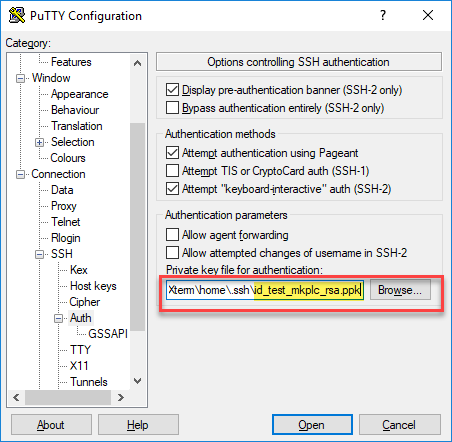 PuTTY Configuration
Category:
Features
Window
Appearance
Behaviour
Translation
Selection
Colours
Connection
Data
Proxy
Telnet
Rlogin
SSH
Kex
Host keys
Cipher
Auth
GSSAPI
TTY
X11
Tunnels
Options controlling SSH authentication
Display pre-authentication banner (SSH-2 only)
Bypass authentication entirely (SSH-2 only)
Authentication methods
Attempt authentication using Pageant
Attempt TIS or CryptoCard auth (SSH-1)
Attempt "keyboard-interactive" auth (SSH-2)
Authentication parameters
Allow agent forwarding
Allow attempted changes of username in SSH-2
Private key file for authentication:
Xterm\home\.ssh\id_test_mkplc_rsa.ppk Browse...
About Help Open Cancel